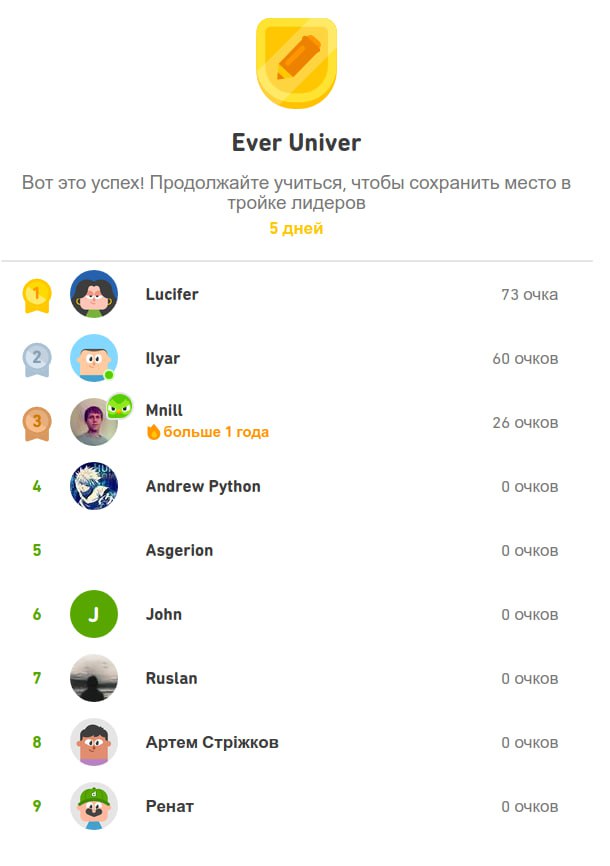 Ever Univer
Вот это успех! Продолжайте учиться, чтобы сохранить место в
тройке лидеров
5 дней
1 Lucifer 73 очка
2 Ilyar 60 очков
3 Mnill 26 очков
больше 1 года
4 Andrew Python 0 очков
5 Asgerion 0 очков
6 J John 0 очков
7 Ruslan 0 очков
8 Артем Стріжков 0 очков
9 d Ренат 0 очков